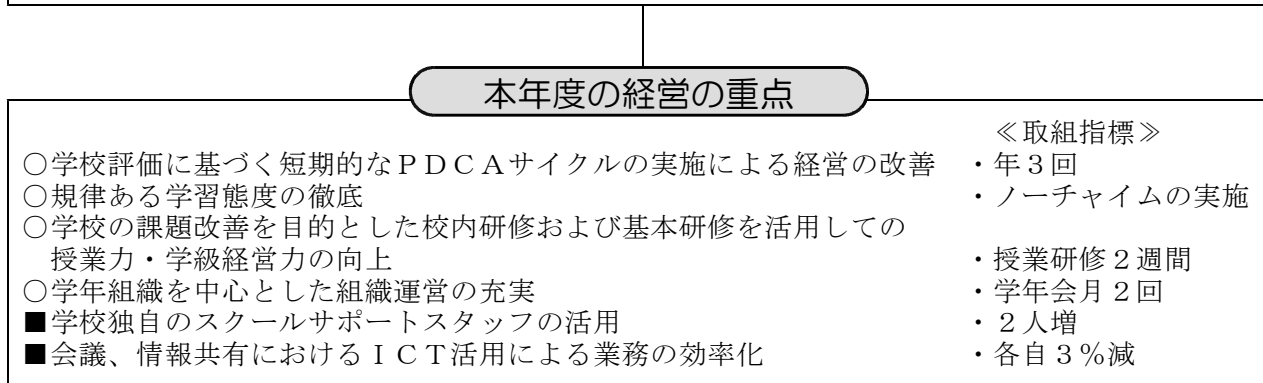 本年度の経営の重点
≪取組指標≫
○学校評価に基づく短期的なＰＤＣＡサイクルの実施による経営の改善　・年３回
○規律ある学習態度の徹底　・ノーチャイムの実施
○学校の課題改善を目的とした校内研修および基本研修を活用しての
授業力・学級経営力の向上　・授業研修２週間
○学年組織を中心とした組織運営の充実　・学年会月２回
■学校独自のスクールサポートスタッフの活用　・２人増
■会議、情報共有におけるＩＣＴ活用による業務の効率化　・各自３％減